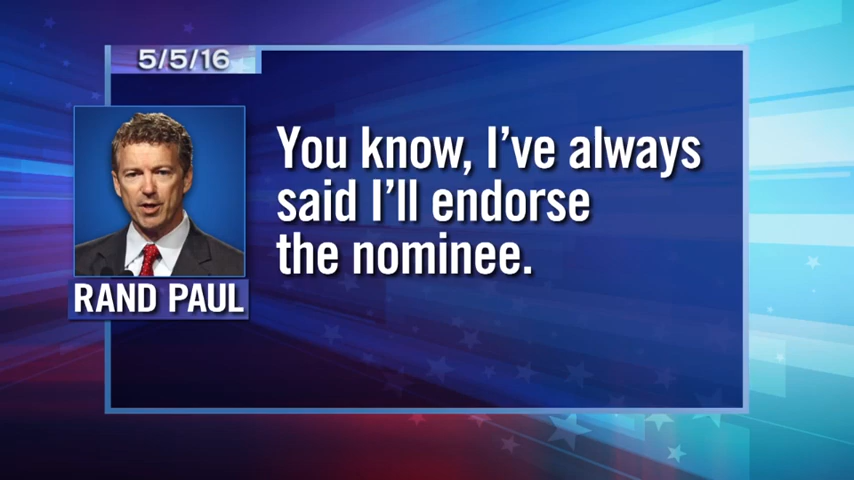 5/5/16
You know, I've always
said I'll endorse
the nominee.
RAND PAUL